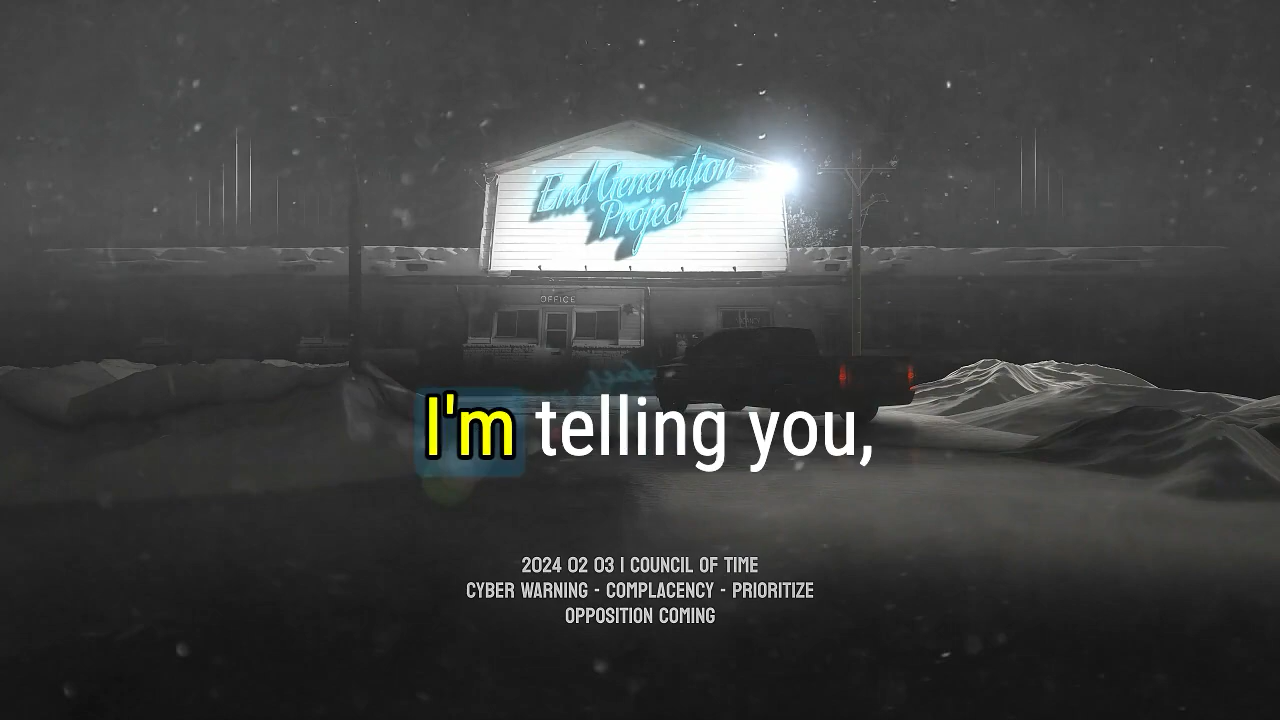 End Generation
Project
OFFICE
I'm telling you,
2024 02 03 | COUNCIL OF TIME
CYBER WARNING - COMPLACENCY - PRIORITIZE
OPPOSITION COMING